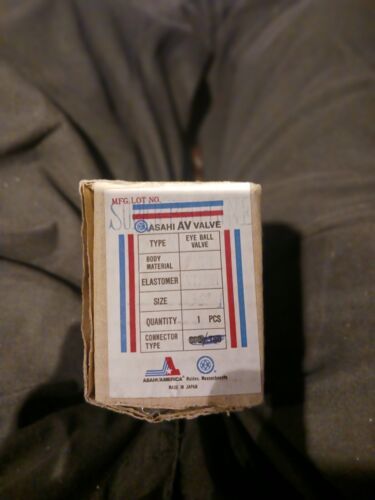 MFG. LOT NO.
ASAHI AV VALVE
TYPE EYE BALL VALVE
BODY MATERIAL
ELASTOMER
SIZE
QUANTITY 1 PCS
CONNECTOR TYPE
ASAHI/AMERICA® Malden, Massachusetts
MADE IN JAPAN